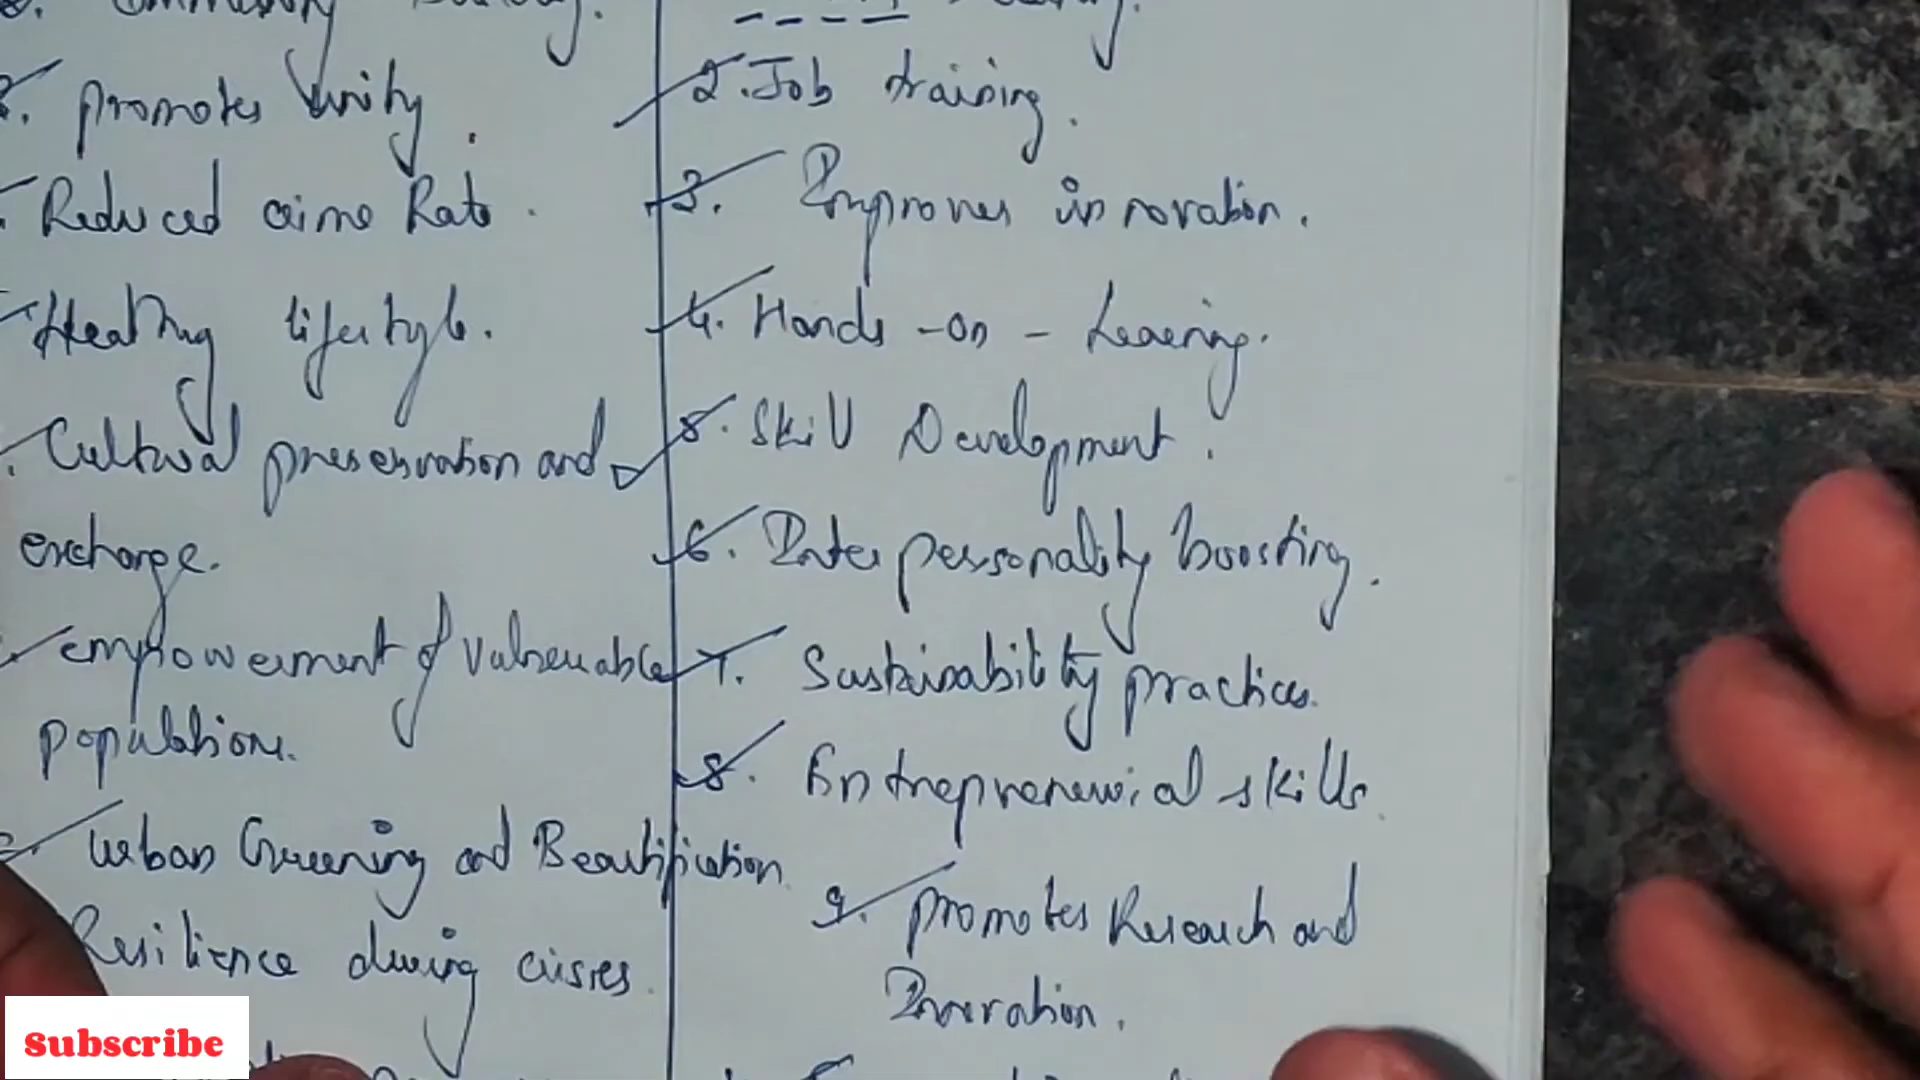 promotes Unity.
Reduced crime Rate.
Healthy lifestyle.
Cultural preservation and
exchange.
empowerment of vulnerable
populations.
Urban Greening and Beautification
Resilience during crises.
2. Job training.
3. Improves innovation.
4. Hands -on - Learning.
5. Skill Development.
6. Inter personality boosting.
7. Sustainability practices.
8. Entrepreneurial skills.
9. promotes Research and
Innovation.
Subscribe